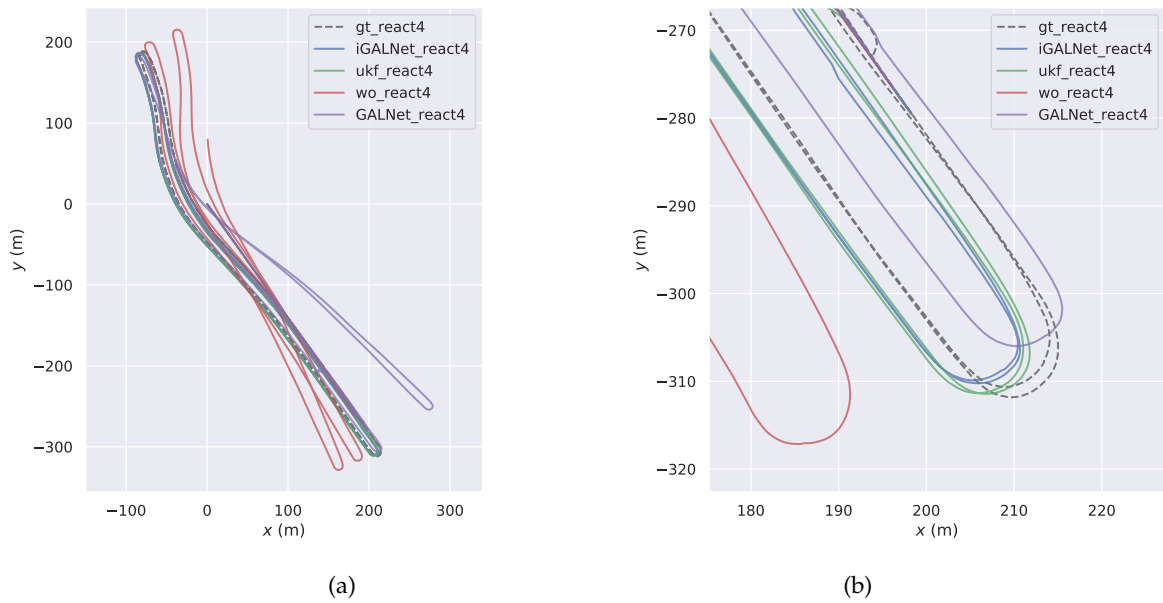 200
100
0
−100
−200
−300
y (m)
−100 0 100 200 300
x (m)
gt_react4
iGALNet_react4
ukf_react4
wo_react4
GALNet_react4
(a)
−270
−280
−290
−300
−310
−320
y (m)
180 190 200 210 220
x (m)
gt_react4
iGALNet_react4
ukf_react4
wo_react4
GALNet_react4
(b)